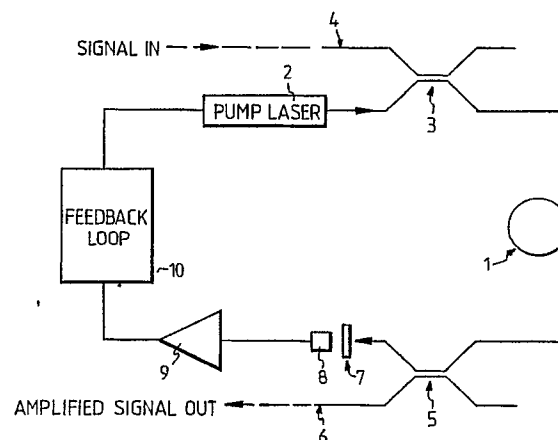 SIGNAL IN
4
2
PUMP LASER
3
FEEDBACK
LOOP
10
1
9
8
7
5
AMPLIFIED SIGNAL OUT
6